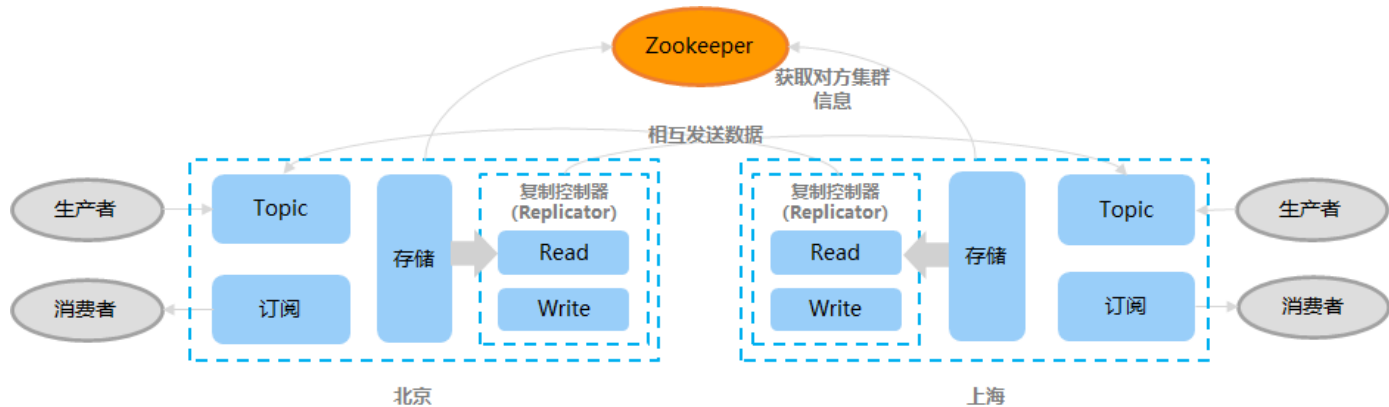 Zookeeper
获取对方集群
信息
相互发送数据
生产者
消费者
Topic
订阅
存储
复制控制器
(Replicator)
Read
Write
北京
复制控制器
(Replicator)
Read
Write
存储
Topic
订阅
生产者
消费者
上海